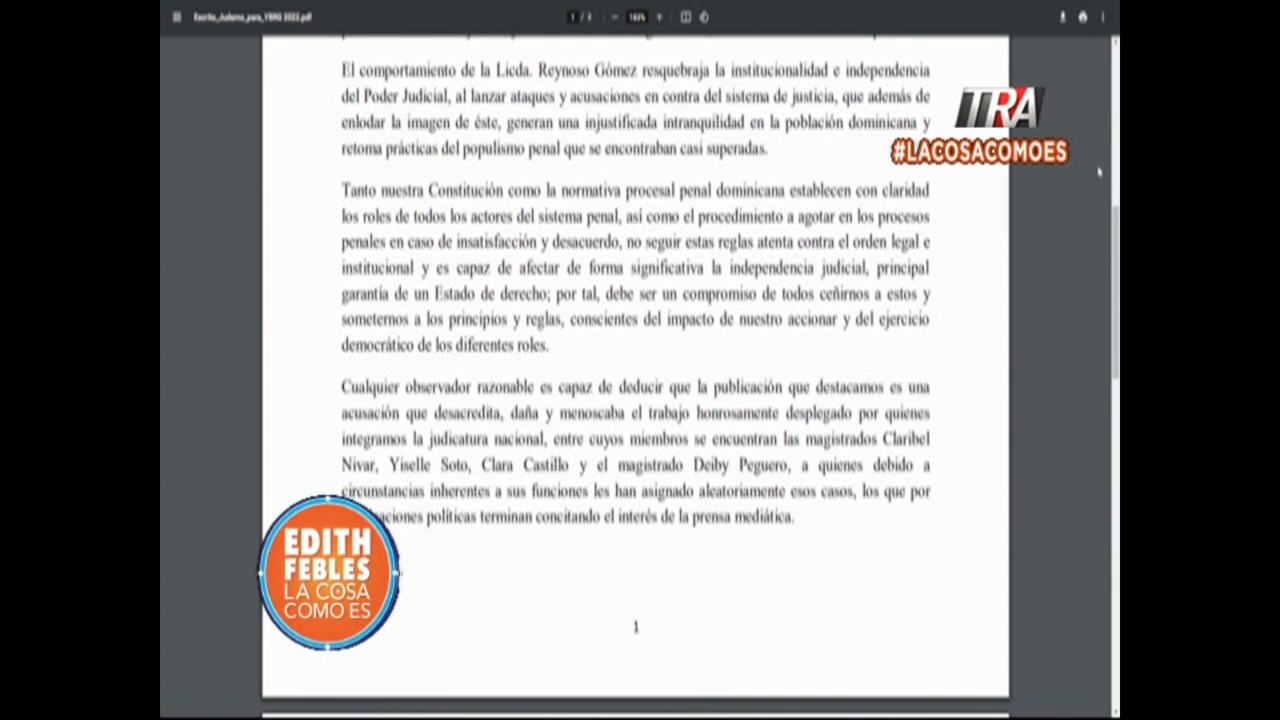 Escrito_Juderno_para_YBRG 2023.pdf
1 / 3
180%
El comportamiento de la Licda. Reynoso Gómez resquebraja la institucionalidad e independencia
del Poder Judicial, al lanzar ataques y acusaciones en contra del sistema de justicia, que además de
enlodar la imagen de éste, generan una injustificada intranquilidad en la población dominicana y
retoma prácticas del populismo penal que se encontraban casi superadas.
TRA
#LACOSACOMOES
Tanto nuestra Constitución como la normativa procesal penal dominicana establecen con claridad
los roles de todos los actores del sistema penal, así como el procedimiento a agotar en los procesos
penales en caso de insatisfacción y desacuerdo, no seguir estas reglas atenta contra el orden legal e
institucional y es capaz de afectar de forma significativa la independencia judicial, principal
garantía de un Estado de derecho; por tal, debe ser un compromiso de todos ceñirnos a estos y
someternos a los principios y reglas, conscientes del impacto de nuestro accionar y del ejercicio
democrático de los diferentes roles.
Cualquier observador razonable es capaz de deducir que la publicación que destacamos es una
acusación que desacredita, daña y menoscaba el trabajo honrosamente desplegado por quienes
integramos la judicatura nacional, entre cuyos miembros se encuentran las magistrados Claribel
Nivar, Yiselle Soto, Clara Castillo y el magistrado Deiby Peguero, a quienes debido a
circunstancias inherentes a sus funciones les han asignado aleatoriamente esos casos, los que por
aciones políticas terminan concitando el interés de la prensa mediática.
EDITH
FEBLES
LA COSA
COMO ES
1